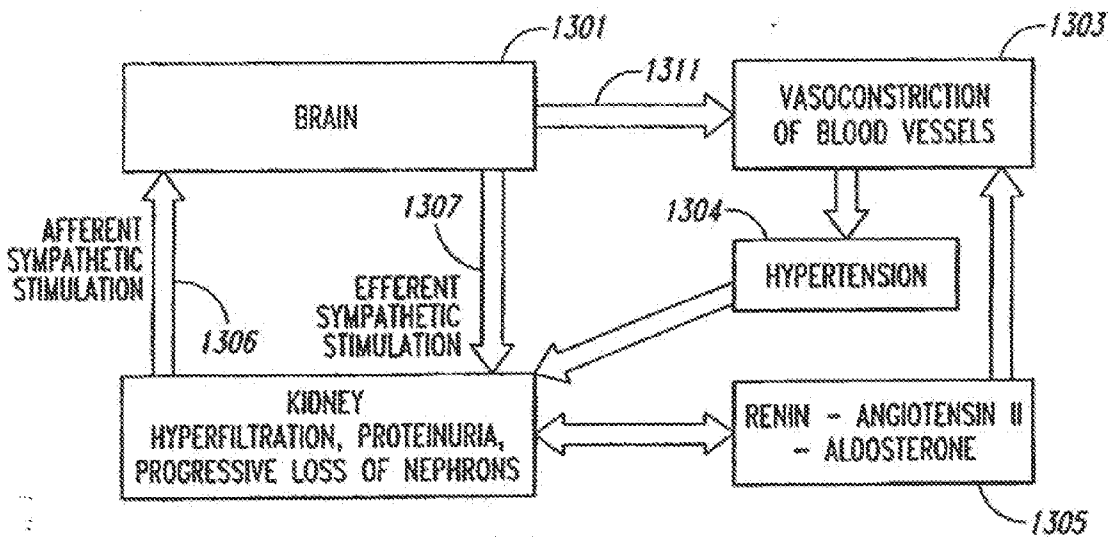 1301
1303
1311
BRAIN
VASOCONSTRICTION
OF BLOOD VESSELS
1307
1304
AFFERENT
SYMPATHETIC
STIMULATION
HYPERTENSION
EFFERENT
SYMPATHETIC
STIMULATION
1306
KIDNEY
HYPERFILTRATION, PROTEINURIA,
PROGRESSIVE LOSS OF NEPHRONS
RENIN - ANGIOTENSIN II
- ALDOSTERONE
1305